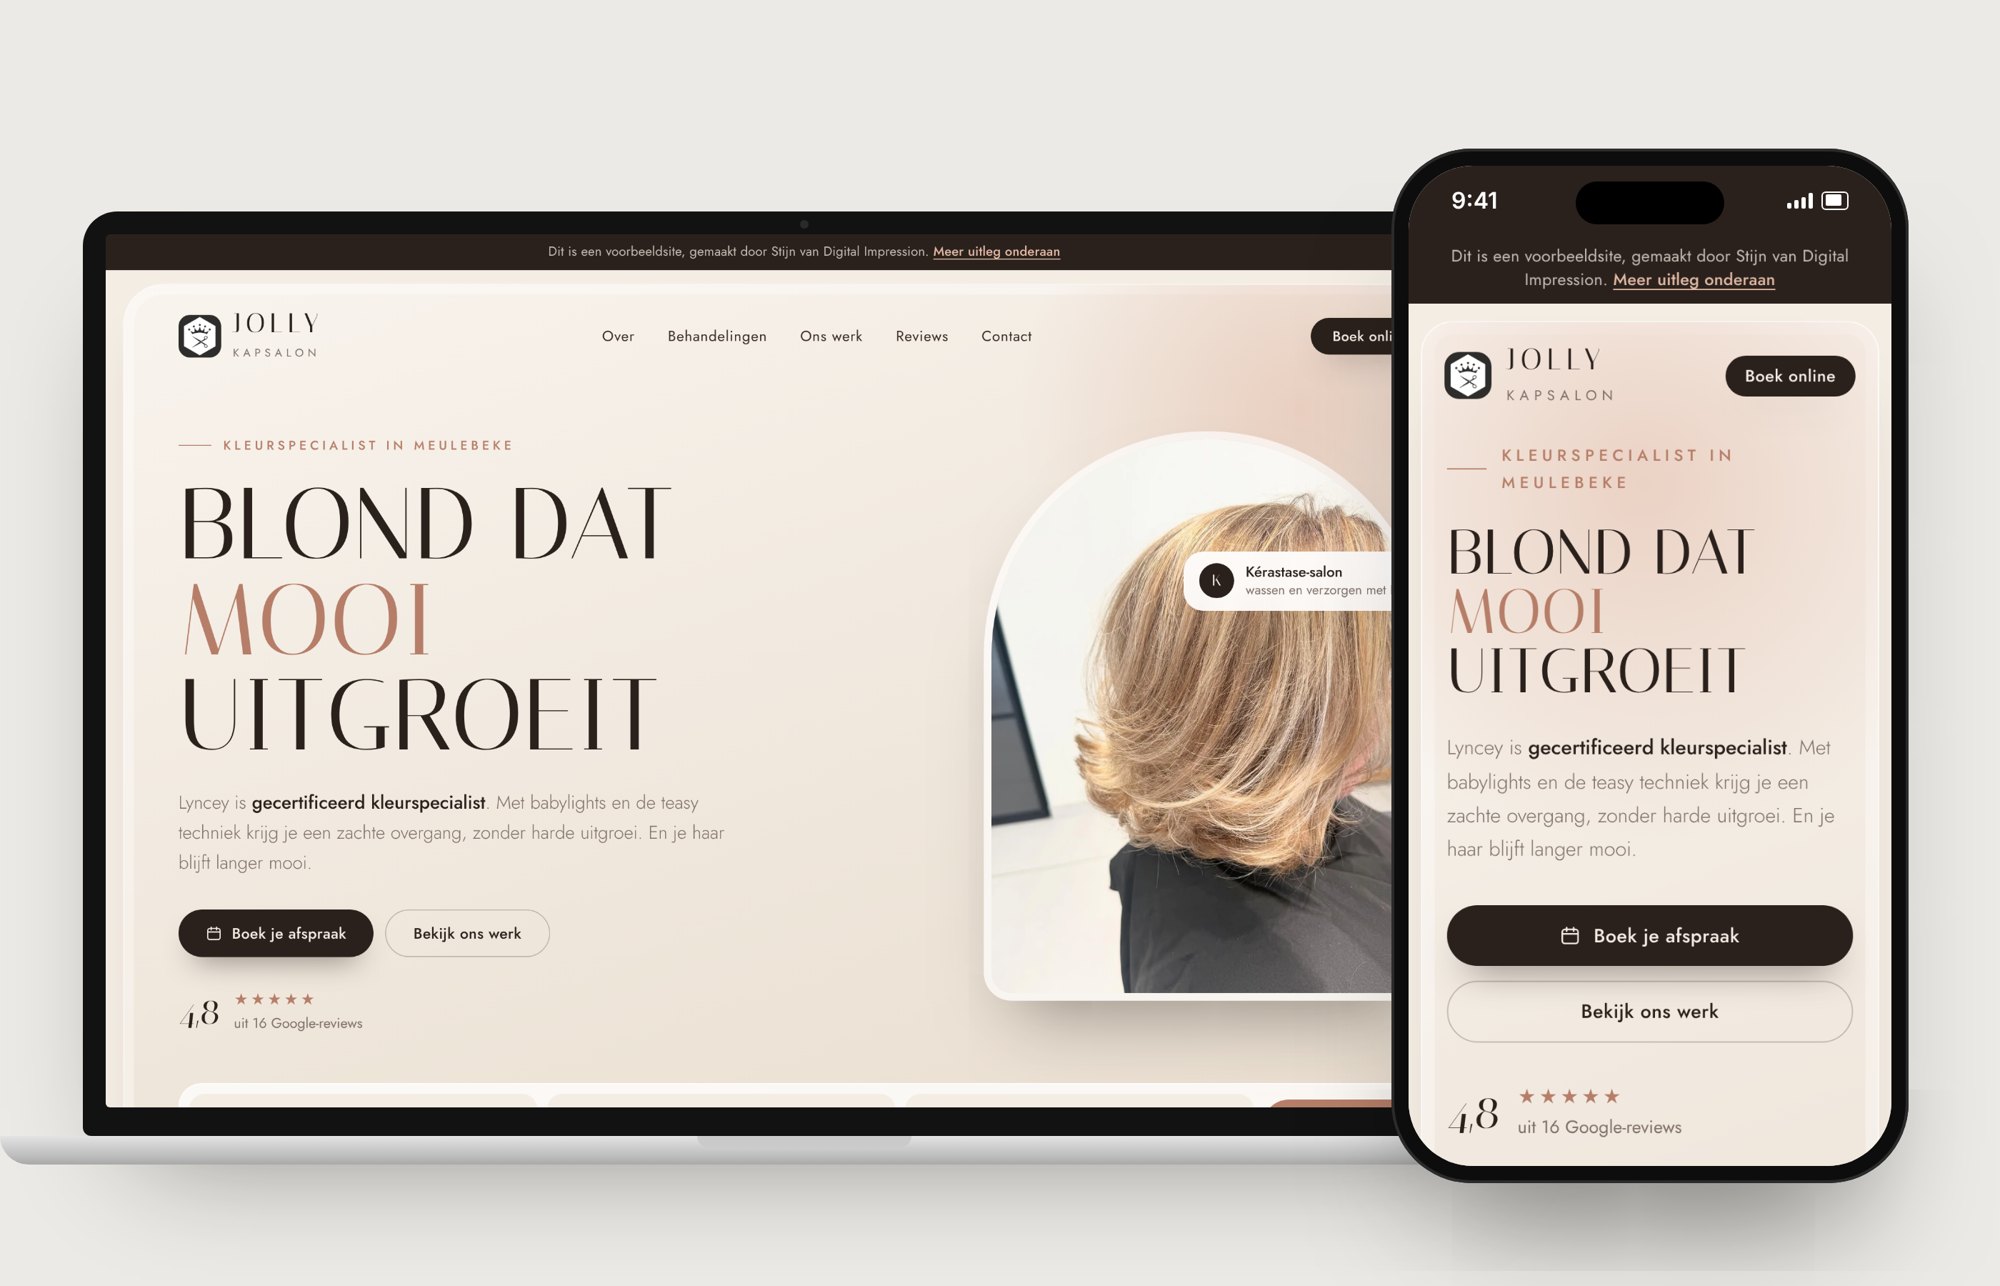 Dit is een voorbeeldsite, gemaakt door Stijn van Digital Impression. Meer uitleg onderaan
JOLLY
KAPSALON
Over
Behandelingen
Ons werk
Reviews
Contact
Boek onli
KLEURSPECIALIST IN MEULEBEKE
BLOND DAT
MOOI
UITGROEIT
Lyncey is gecertificeerd kleurspecialist. Met babylights en de teasy
techniek krijg je een zachte overgang, zonder harde uitgroei. En je haar
blijft langer mooi.
Boek je afspraak
Bekijk ons werk
4,8
★★★★★
uit 16 Google-reviews
K
Kérastase-salon
wassen en verzorgen met
9:41
Dit is een voorbeeldsite, gemaakt door Stijn van Digital
Impression. Meer uitleg onderaan
JOLLY
KAPSALON
Boek online
KLEURSPECIALIST IN
MEULEBEKE
BLOND DAT
MOOI
UITGROEIT
Lyncey is gecertificeerd kleurspecialist. Met
babylights en de teasy techniek krijg je een
zachte overgang, zonder harde uitgroei. En je
haar blijft langer mooi.
Boek je afspraak
Bekijk ons werk
4,8
★★★★★
uit 16 Google-reviews